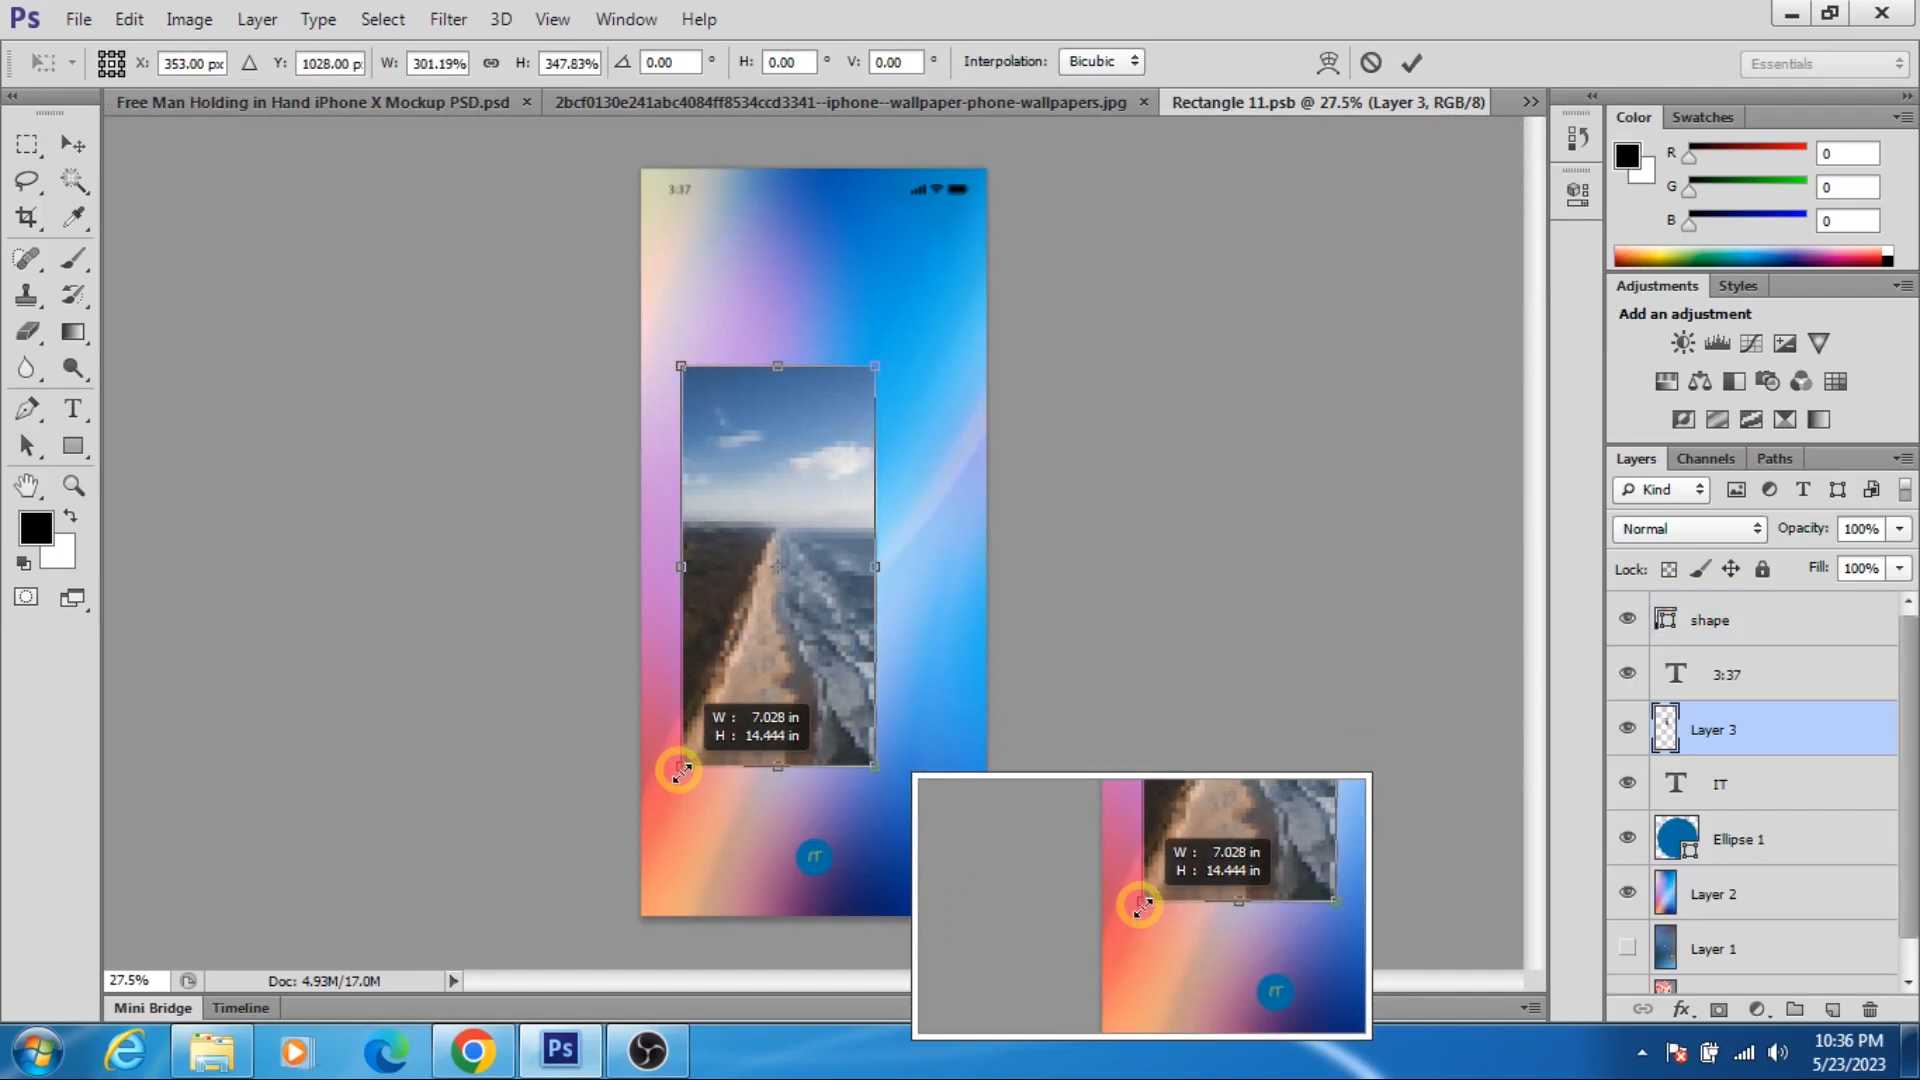 Ps File Edit Image Layer Type Select Filter 3D View Window Help
X: 353.00 px Y: 1028.00 p W: 301.19% H: 347.83% 0.00 ° H: 0.00 ° V: 0.00 ° Interpolation: Bicubic Essentials
Free Man Holding in Hand iPhone X Mockup PSD.psd × 2bcf0130e241abc4084ff8534ccd3341--iphone--wallpaper-phone-wallpapers.jpg × Rectangle 11.psb @ 27.5% (Layer 3, RGB/8)
Color Swatches
R 0
G 0
B 0
Adjustments Styles
Add an adjustment
Layers Channels Paths
Kind
Normal Opacity: 100%
Lock: Fill: 100%
shape
T 3:37
Layer 3
T IT
Ellipse 1
Layer 2
Layer 1
fx
3:37
W : 7.028 in
H : 14.444 in
IT
W : 7.028 in
H : 14.444 in
IT
27.5% Doc: 4.93M/17.0M
Mini Bridge Timeline
Ps
10:36 PM
5/23/2023